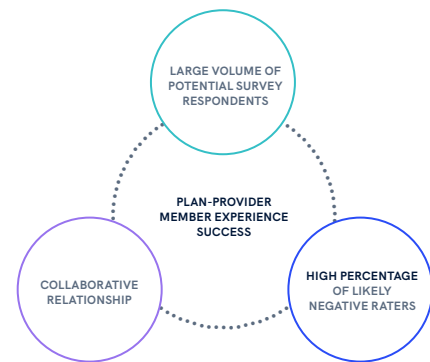 LARGE VOLUME OF
POTENTIAL SURVEY
RESPONDENTS
PLAN-PROVIDER
MEMBER EXPERIENCE
SUCCESS
COLLABORATIVE
RELATIONSHIP
HIGH PERCENTAGE
OF LIKELY
NEGATIVE RATERS